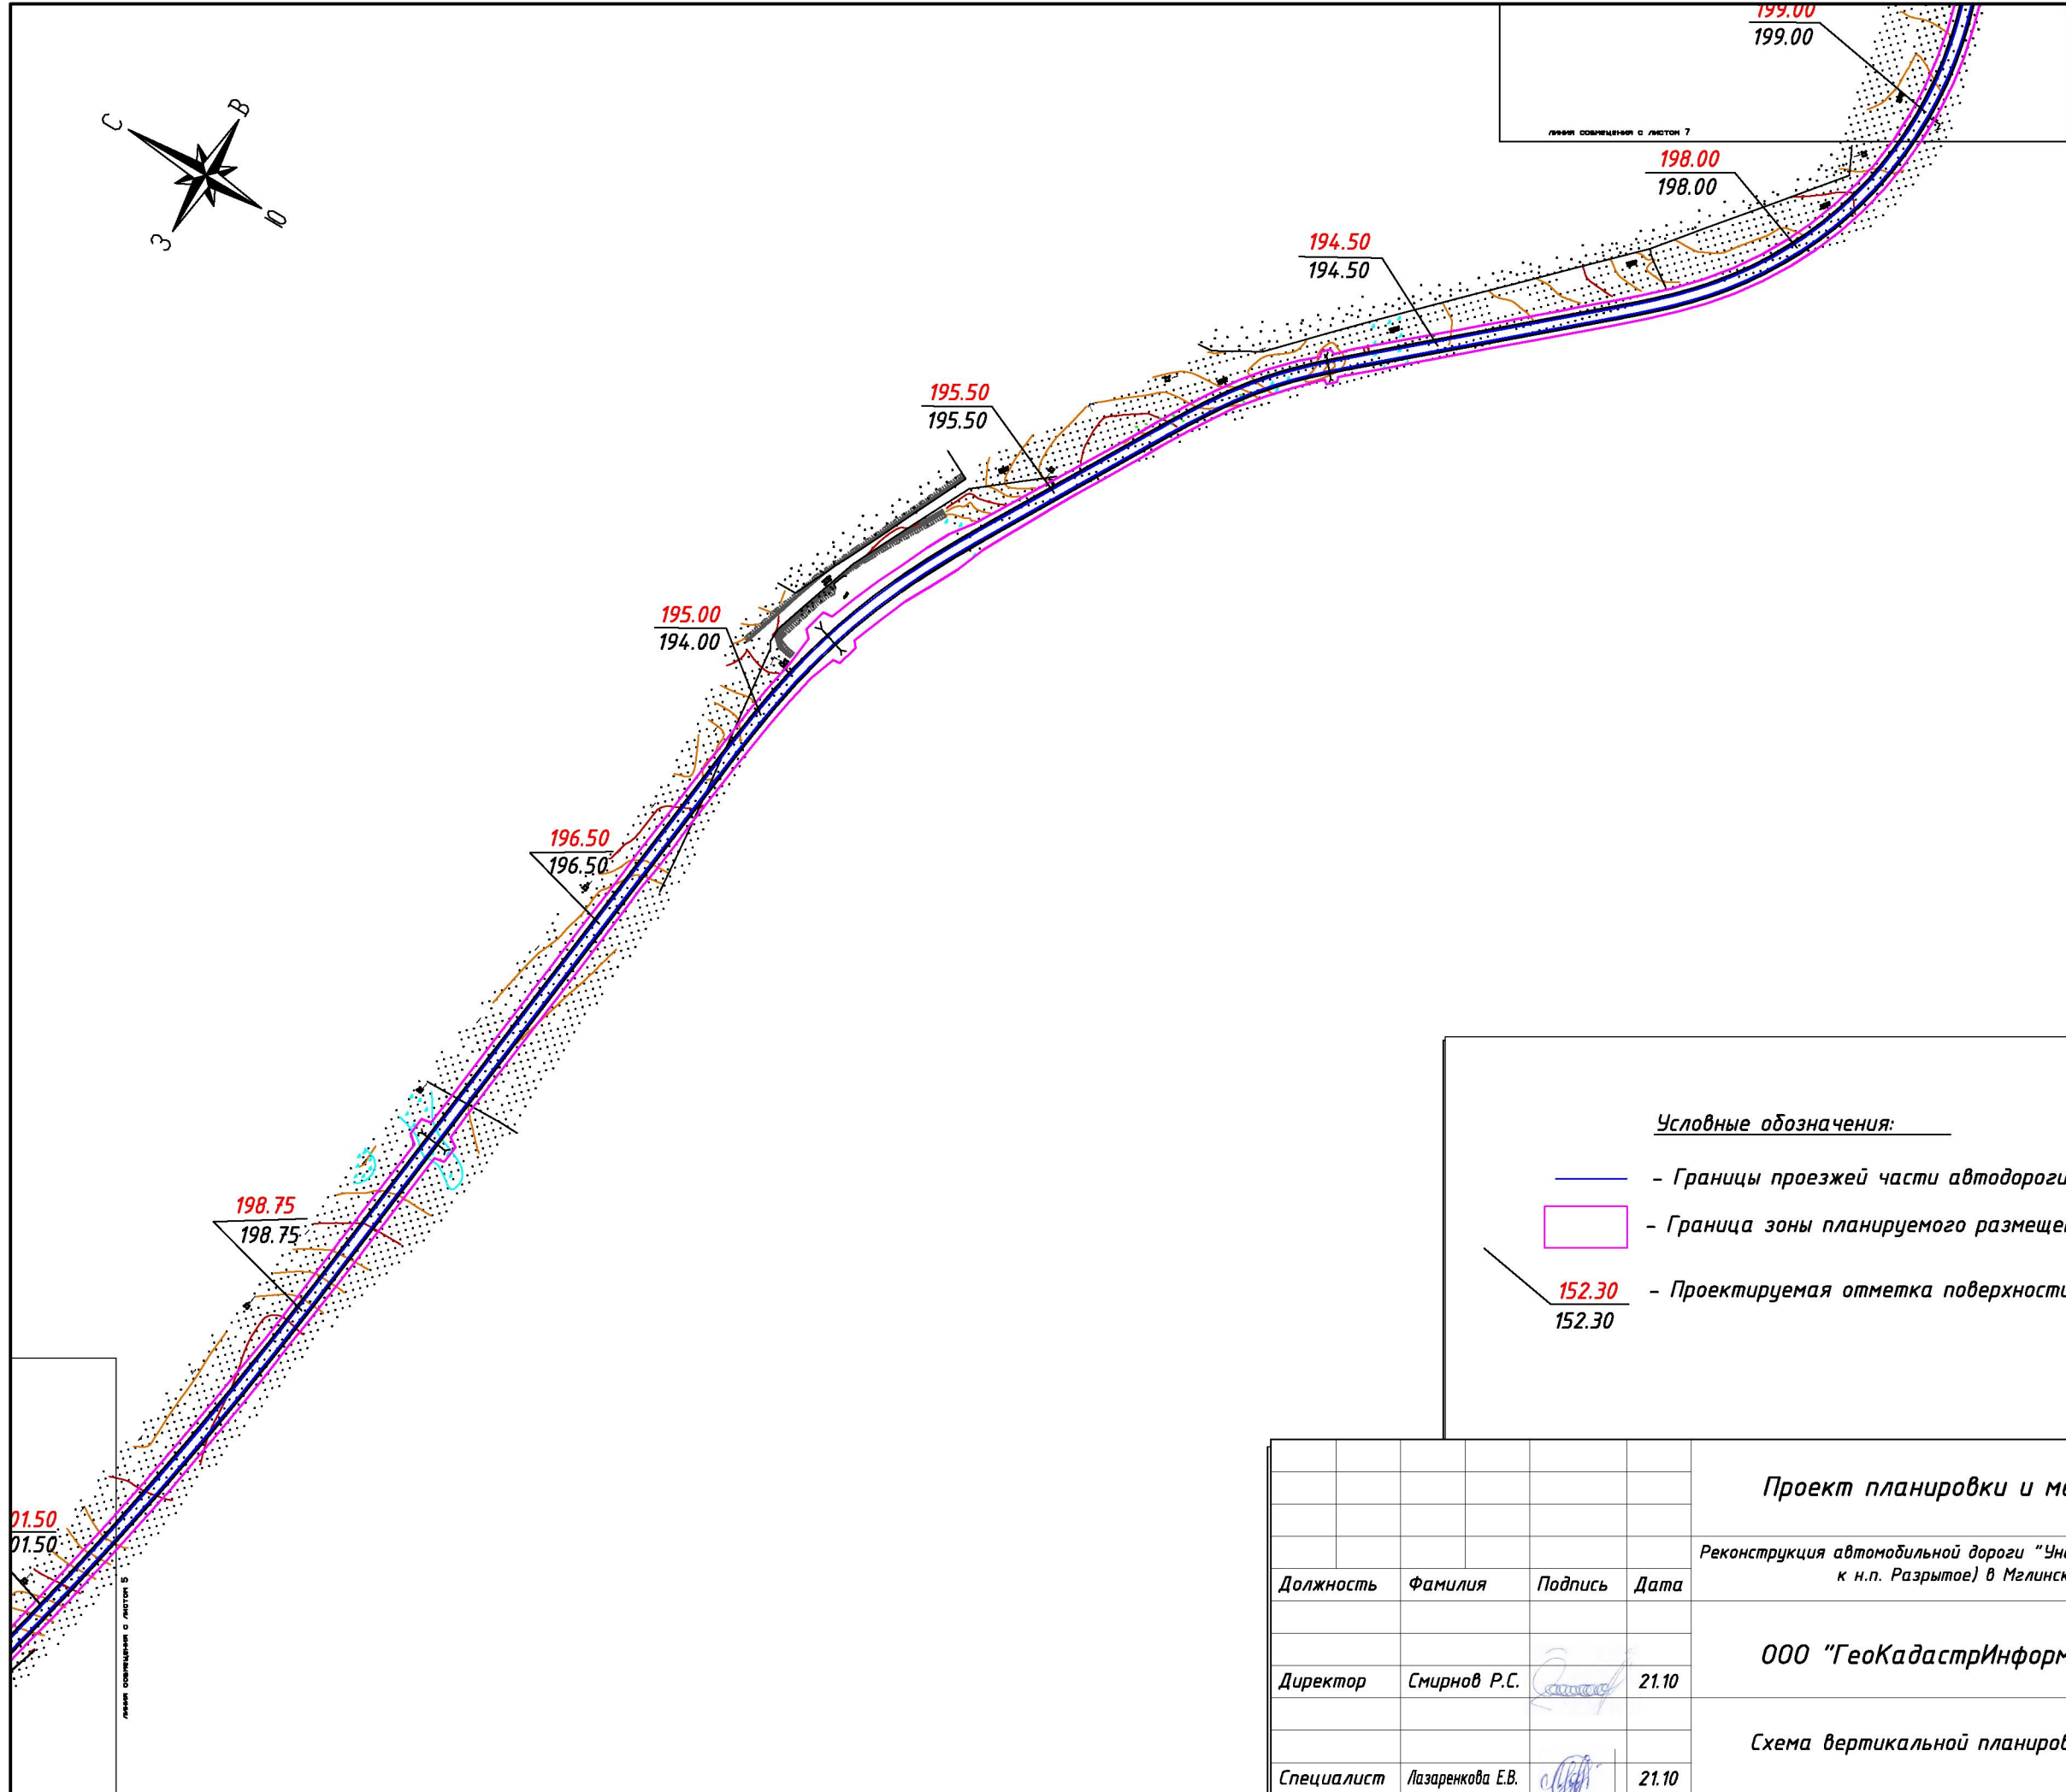 199.00
199.00
С
В
З
Ю
линия совмещения с листом 7
198.00
198.00
194.50
194.50
195.50
195.50
195.00
194.00
196.50
196.50
198.75
198.75
01.50
01.50
линия совмещения с листом 5
Условные обозначения:
- Границы проезжей части автодороги
- Граница зоны планируемого размеще
152.30
152.30
- Проектируемая отметка поверхности
Проект планировки и м
Реконструкция автомобильной дороги "Ун
к н.п. Разрытое) в Мглинск
Должность Фамилия Подпись Дата
ООО "ГеоКадастрИнформ
Директор Смирнов Р.С. 21.10
Схема вертикальной планиров
Специалист Лазаренкова Е.В. 21.10